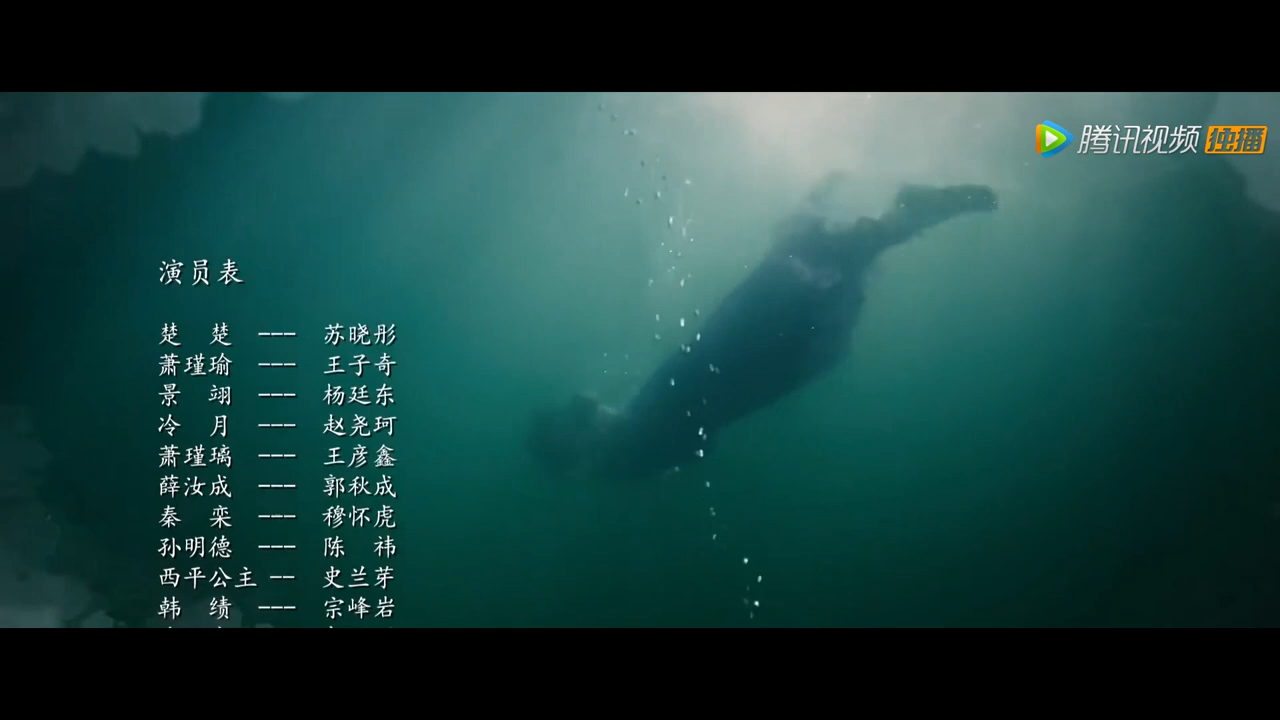 腾讯视频 独播
演员表
楚 楚 --- 苏晓彤
萧瑾瑜 --- 王子奇
景 翊 --- 杨廷东
冷 月 --- 赵尧珂
萧瑾璃 --- 王彦鑫
薛汝成 --- 郭秋成
秦 栾 --- 穆怀虎
孙明德 --- 陈 祎
西平公主 -- 史兰芽
韩 绩 --- 宗峰岩